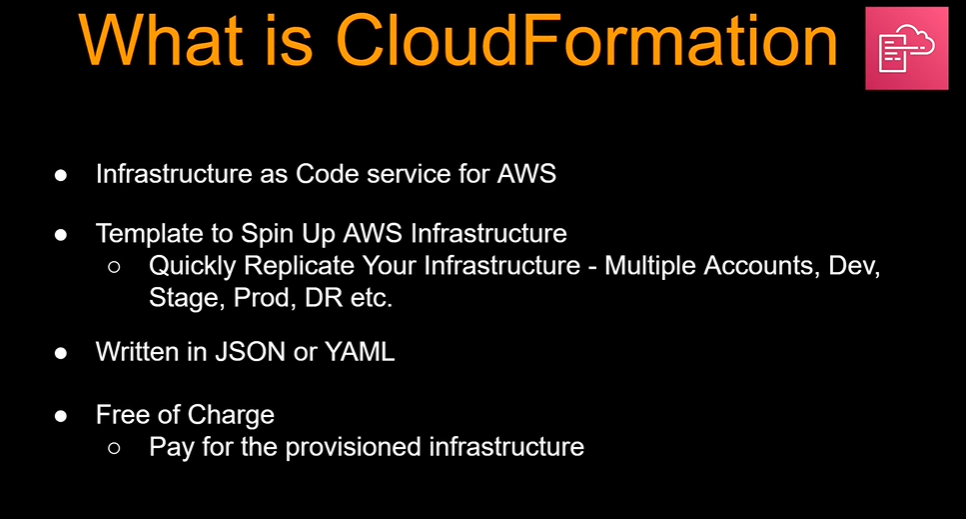 What is CloudFormation
● Infrastructure as Code service for AWS
● Template to Spin Up AWS Infrastructure
○ Quickly Replicate Your Infrastructure - Multiple Accounts, Dev,
Stage, Prod, DR etc.
● Written in JSON or YAML
● Free of Charge
○ Pay for the provisioned infrastructure